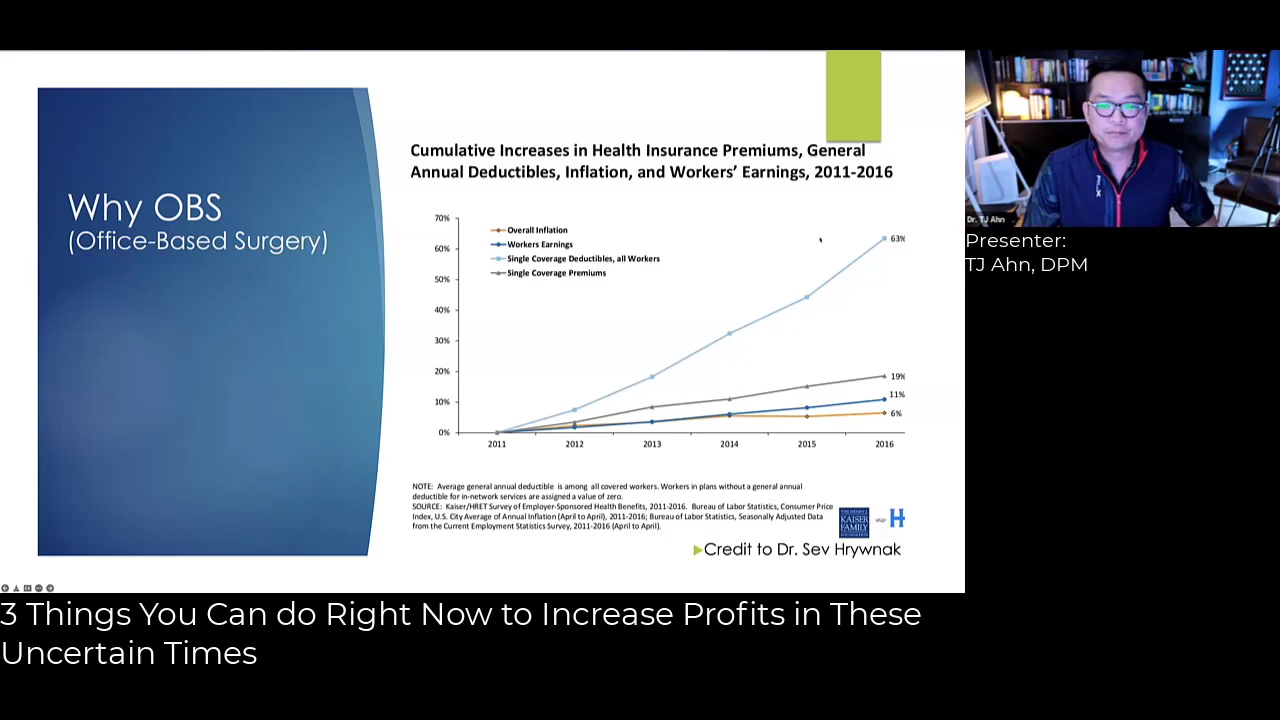 Why OBS
(Office-Based Surgery)
Cumulative Increases in Health Insurance Premiums, General
Annual Deductibles, Inflation, and Workers' Earnings, 2011-2016
70%
60%
50%
40%
30%
20%
10%
0%
Overall Inflation
Workers Earnings
Single Coverage Deductibles, all Workers
Single Coverage Premiums
63%
19%
11%
6%
2011
2012
2013
2014
2015
2016
NOTE: Average general annual deductible is among all covered workers. Workers in plans without a general annual
deductible for in-network services are assigned a value of zero.
SOURCE: Kaiser/HRET Survey of Employer-Sponsored Health Benefits, 2011-2016. Bureau of Labor Statistics, Consumer Price
Index, U.S. City Average of Annual Inflation (April to April), 2011-2016; Bureau of Labor Statistics, Seasonally Adjusted Data
from the Current Employment Statistics Survey, 2011-2016 (April to April).
KAISER
FAMILY
AND
Credit to Dr. Sev Hrywnak
Dr. TJ Ahn
Presenter:
TJ Ahn, DPM
3 Things You Can do Right Now to Increase Profits in These
Uncertain Times